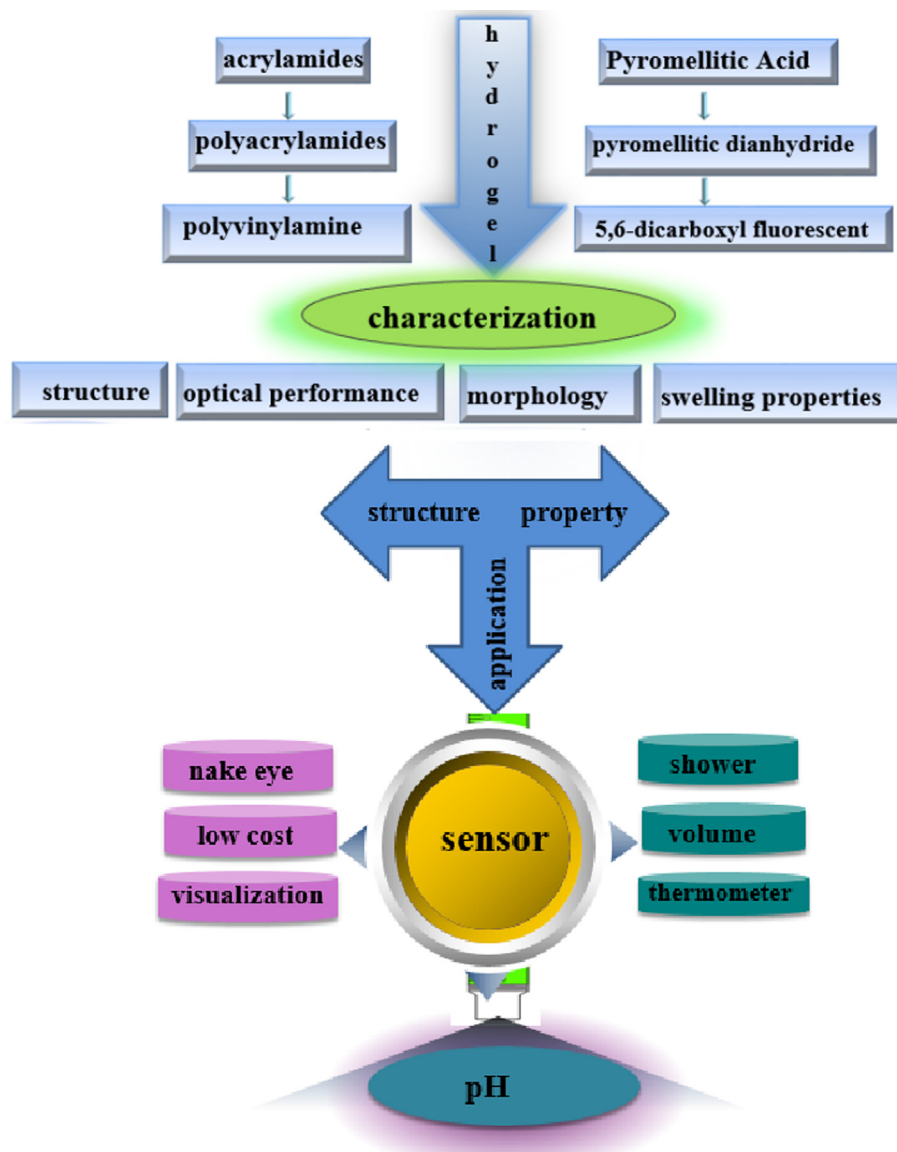 acrylamides
polyacrylamides
polyvinylamine
hydrogel
Pyromellitic Acid
pyromellitic dianhydride
5,6-dicarboxyl fluorescent
characterization
structure
optical performance
morphology
swelling properties
structure
property
application
nake eye
low cost
visualization
sensor
shower
volume
thermometer
pH